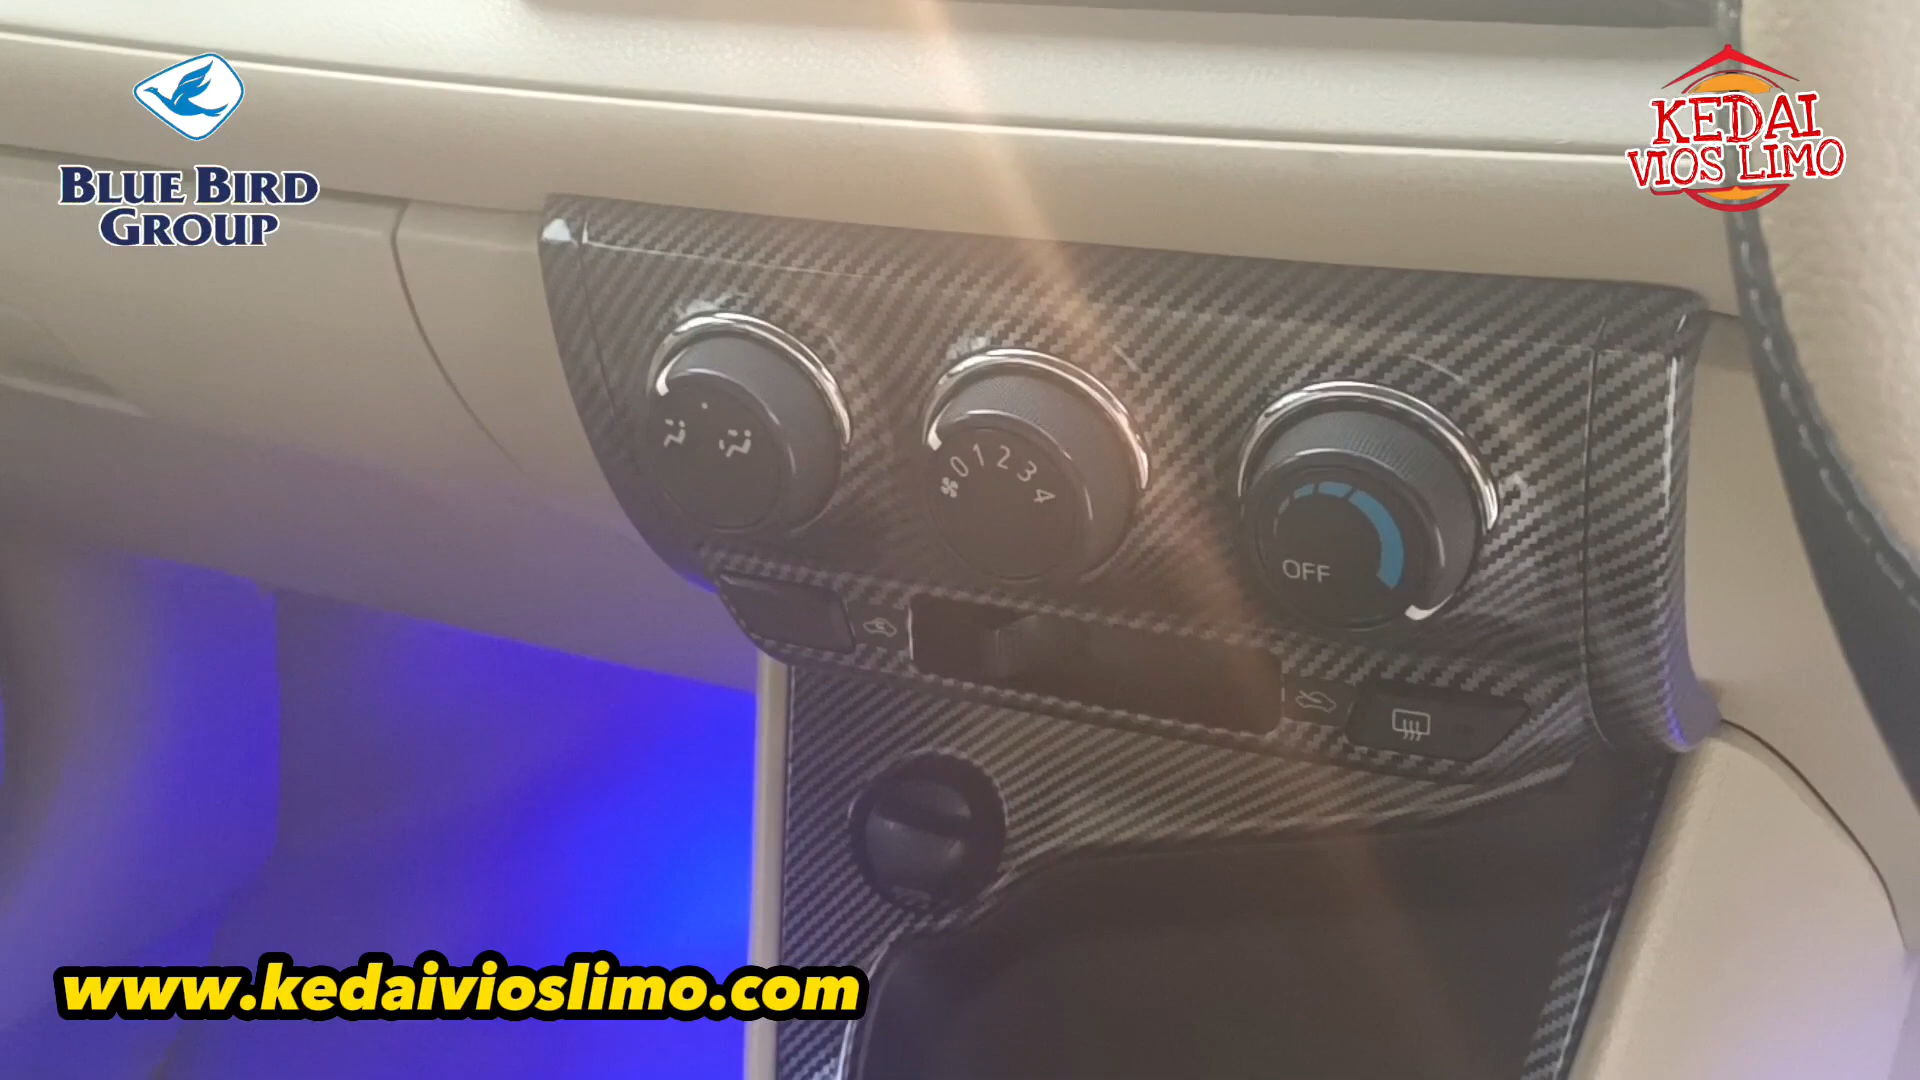 BLUE BIRD
GROUP
KEDAI
VIOS LIMO
0 1 2 3 4
OFF
www.kedaivioslimo.com